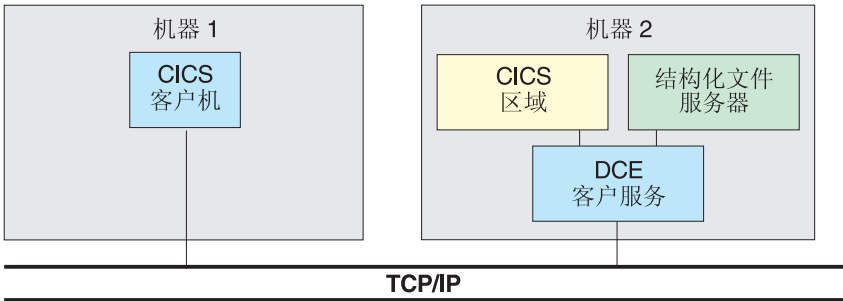 机器 1
CICS
客户机
机器 2
CICS
区域
结构化文件
服务器
DCE
客户服务
TCP/IP